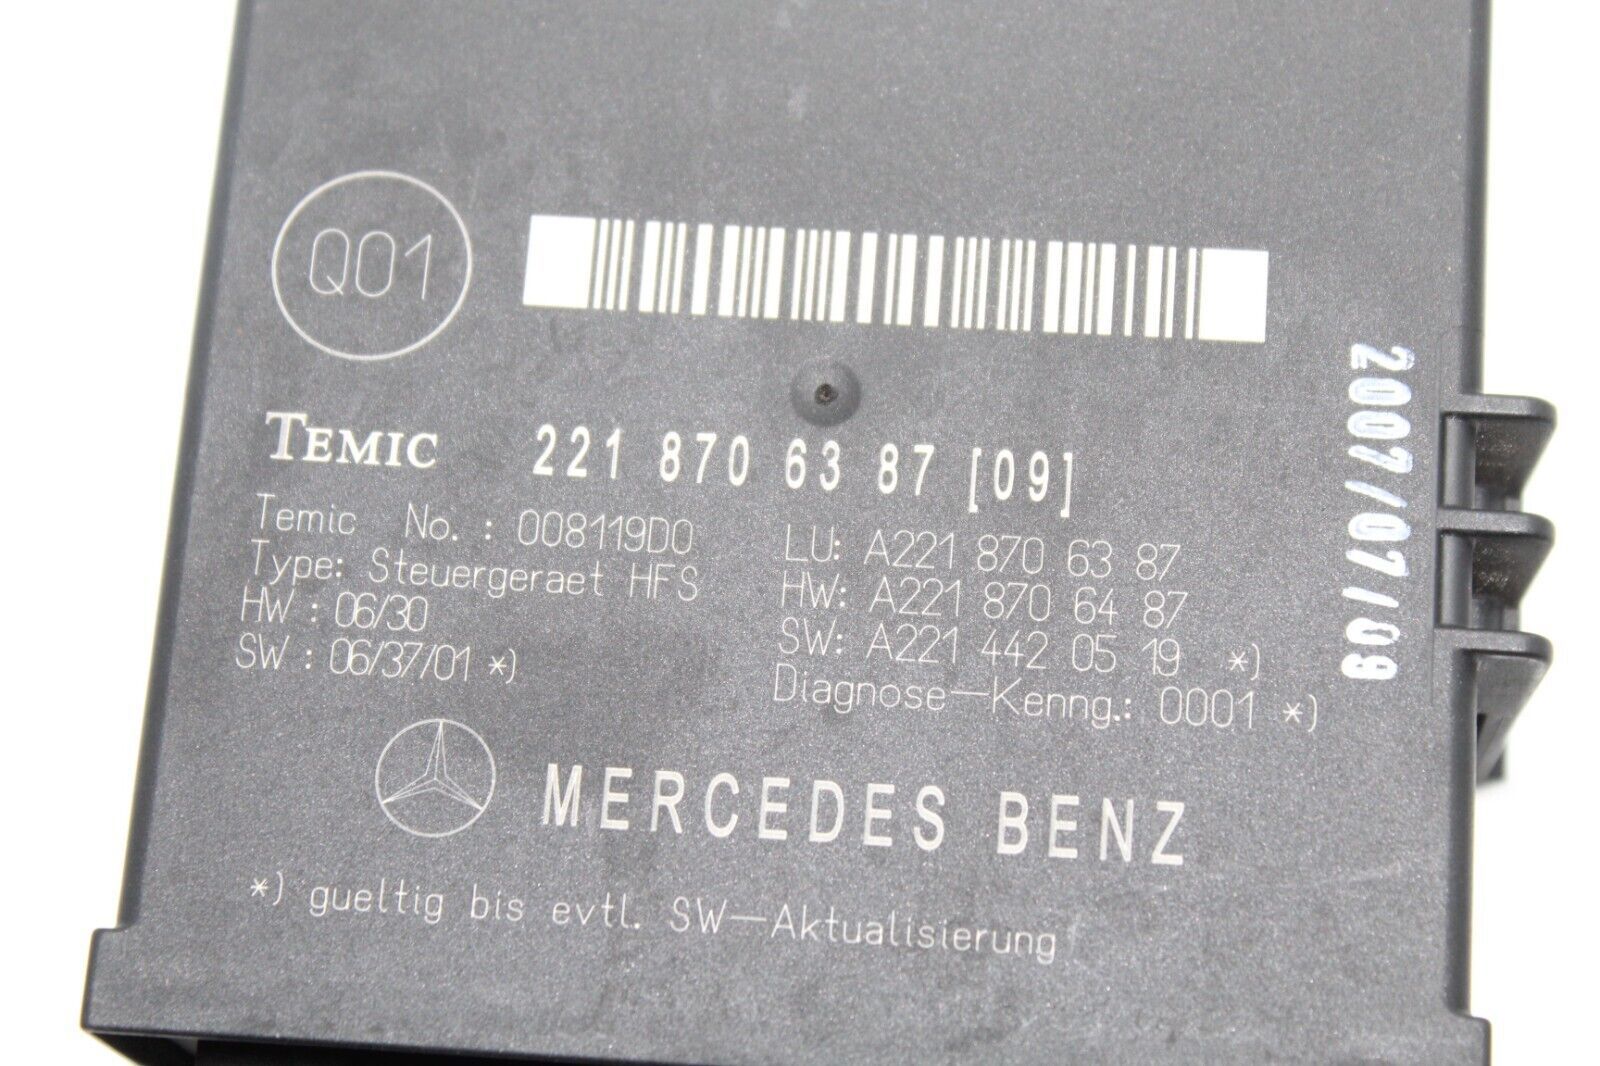 Q01
TEMIC 221 870 63 87 [09]
Temic No. : 008119D0
Type: Steuergeraet HFS
HW : 06/30
SW : 06/37/01 *)
LU: A221 870 63 87
HW: A221 870 64 87
SW: A221 442 05 19 *)
Diagnose-Kenng.: 0001 *)
MERCEDES BENZ
*) gueltig bis evtl. SW-Aktualisierung
2007/07/09